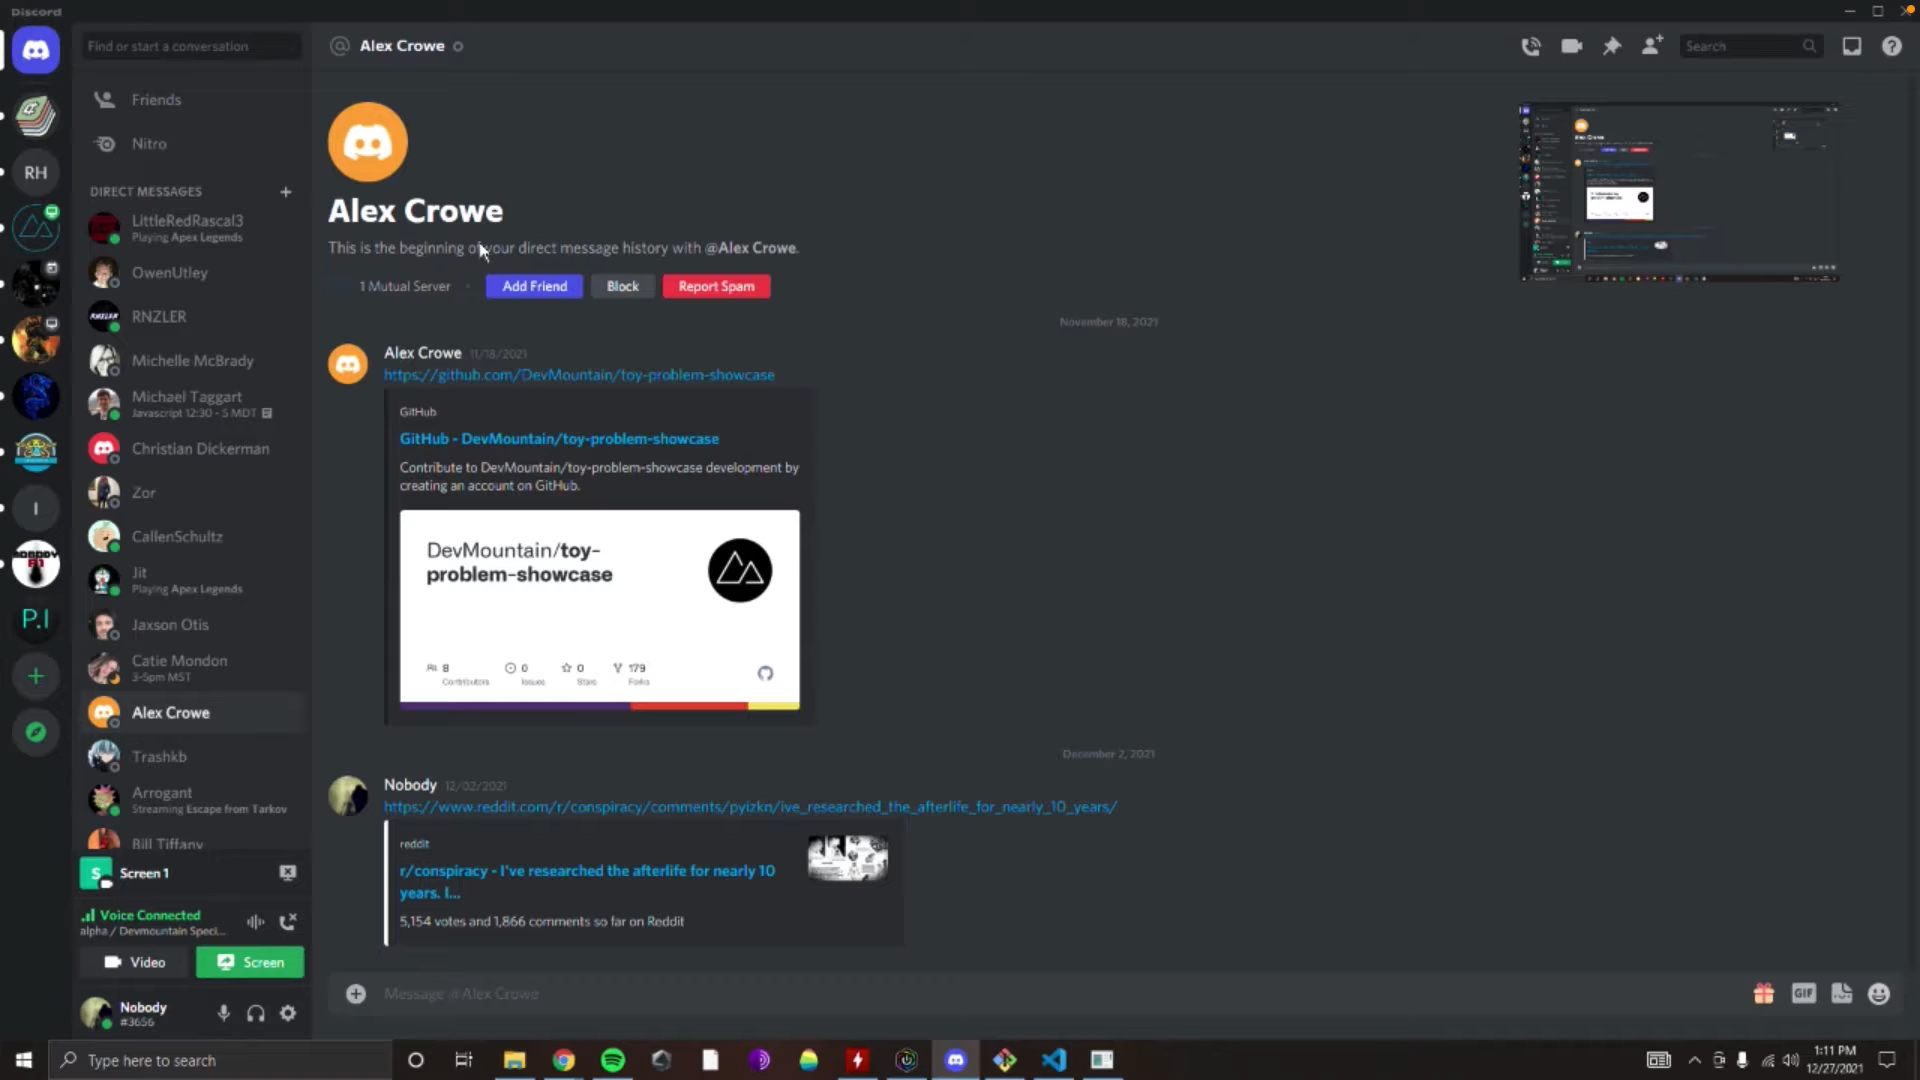 Discord
Find or start a conversation
Alex Crowe
Search
Friends
Nitro
DIRECT MESSAGES
RH
LittleRedRascal3
Playing Apex Legends
OwenUtley
RNZLER
Michelle McBrady
Michael Taggart
Javascript 12:30 - 5 MDT
Christian Dickerman
Zor
I
CallenSchultz
Jit
Playing Apex Legends
P.I
Jaxson Otis
Catie Mondon
3-5pm MST
Alex Crowe
Trashkb
Arrogant
Streaming Escape from Tarkov
Bill Tiffany
S
Screen 1
Voice Connected
alpha / Devmountain Speci...
Video
Screen
Nobody
#3656
Alex Crowe
This is the beginning of your direct message history with @Alex Crowe.
1 Mutual Server
Add Friend
Block
Report Spam
November 18, 2021
Alex Crowe 11/18/2021
https://github.com/DevMountain/toy-problem-showcase
GitHub
GitHub - DevMountain/toy-problem-showcase
Contribute to DevMountain/toy-problem-showcase development by
creating an account on GitHub.
DevMountain/toy-
problem-showcase
8
Contributors
0
Issues
0
Stars
179
Forks
December 2, 2021
Nobody 12/02/2021
https://www.reddit.com/r/conspiracy/comments/pyizkn/ive_researched_the_afterlife_for_nearly_10_years/
reddit
r/conspiracy - I've researched the afterlife for nearly 10
years. I...
5,154 votes and 1,866 comments so far on Reddit
Message @Alex Crowe
GIF
Type here to search
1:11 PM
12/27/2021